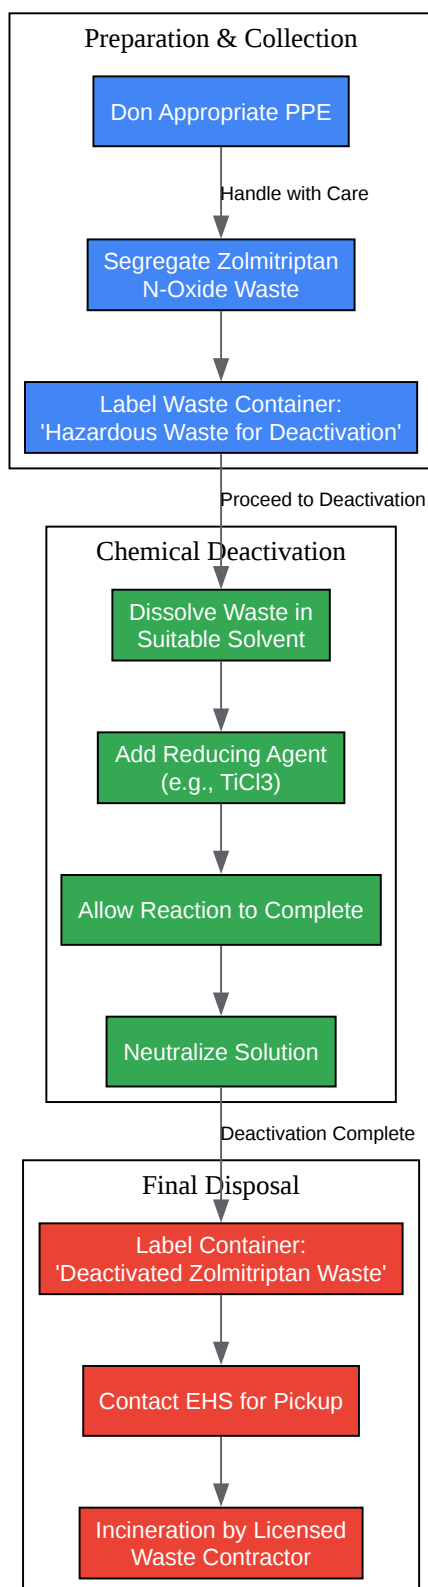 Preparation & Collection
Don Appropriate PPE
Handle with Care
Segregate Zolmitriptan
N-Oxide Waste
Label Waste Container:
'Hazardous Waste for Deactivation'
Proceed to Deactivation
Chemical Deactivation
Dissolve Waste in
Suitable Solvent
Add Reducing Agent
(e.g., TiCl3)
Allow Reaction to Complete
Neutralize Solution
Deactivation Complete
Final Disposal
Label Container:
'Deactivated Zolmitriptan Waste'
Contact EHS for Pickup
Incineration by Licensed
Waste Contractor